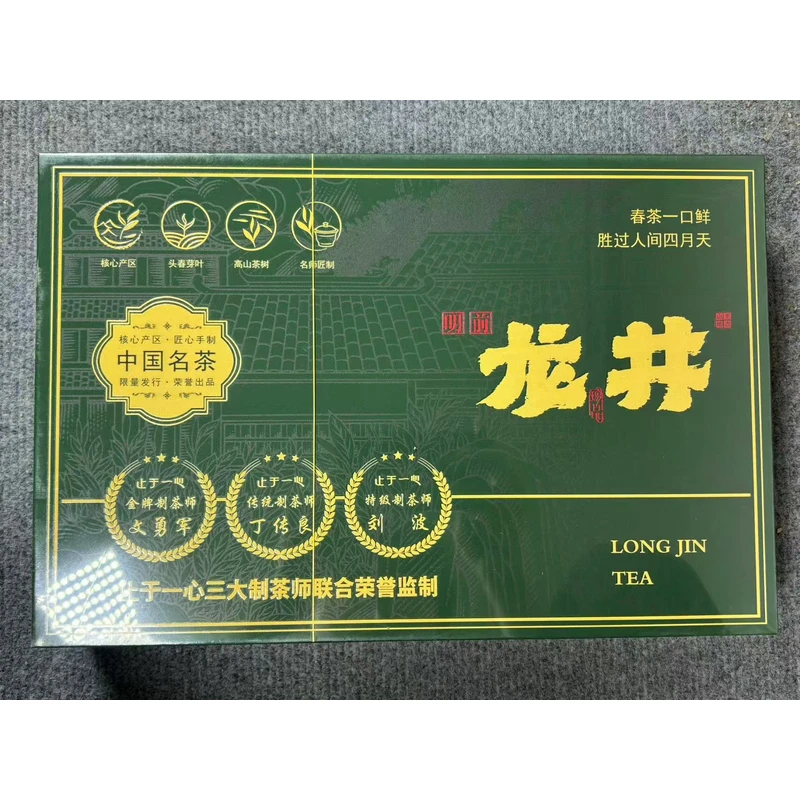 核心产区
头春芽叶
高山茶树
名师匠制
春茶一口鲜
胜过人间四月天
核心产区·匠心手制
中国名茶
限量发行·荣誉出品
明前
龙井
止于一心
金牌制茶师
文勇军
止于一心
传统制茶师
丁传良
止于一心
特级制茶师
刘 波
止于一心三大制茶师联合荣誉监制
LONG JIN
TEA